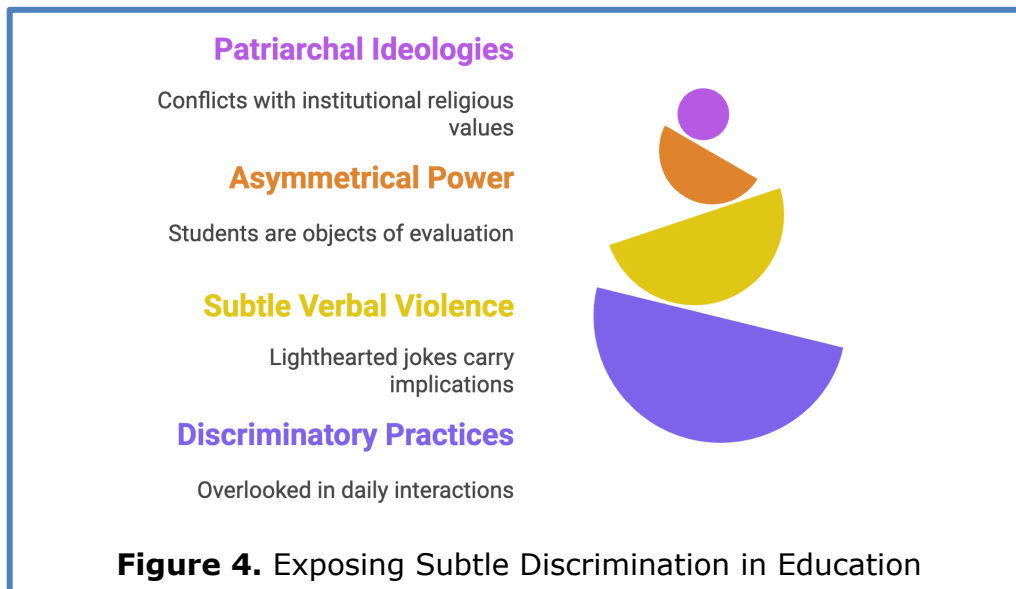 Patriarchal Ideologies
Conflicts with institutional religious
values
Asymmetrical Power
Students are objects of evaluation
Subtle Verbal Violence
Lighthearted jokes carry
implications
Discriminatory Practices
Overlooked in daily interactions
Figure 4. Exposing Subtle Discrimination in Education